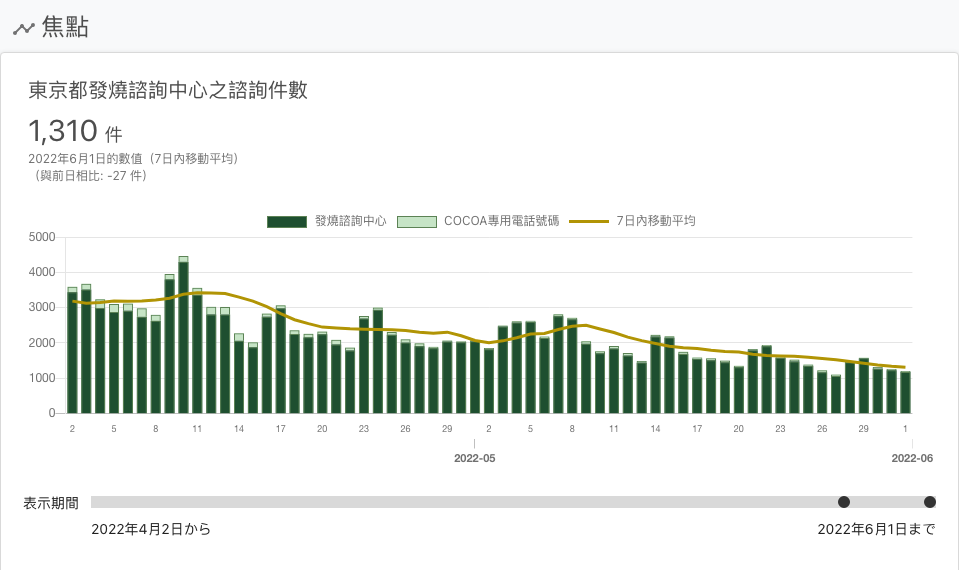 焦點
東京都發燒諮詢中心之諮詢件數
1,310 件
2022年6月1日的數值（7日內移動平均）
（與前日相比: -27 件）
發燒諮詢中心 COCOA專用電話號碼 7日內移動平均
5000
4000
3000
2000
1000
0
2 5 8 11 14 17 20 23 26 29 2 5 8 11 14 17 20 23 26 29 1
2022-05 2022-06
表示期間
2022年4月2日から 2022年6月1日まで